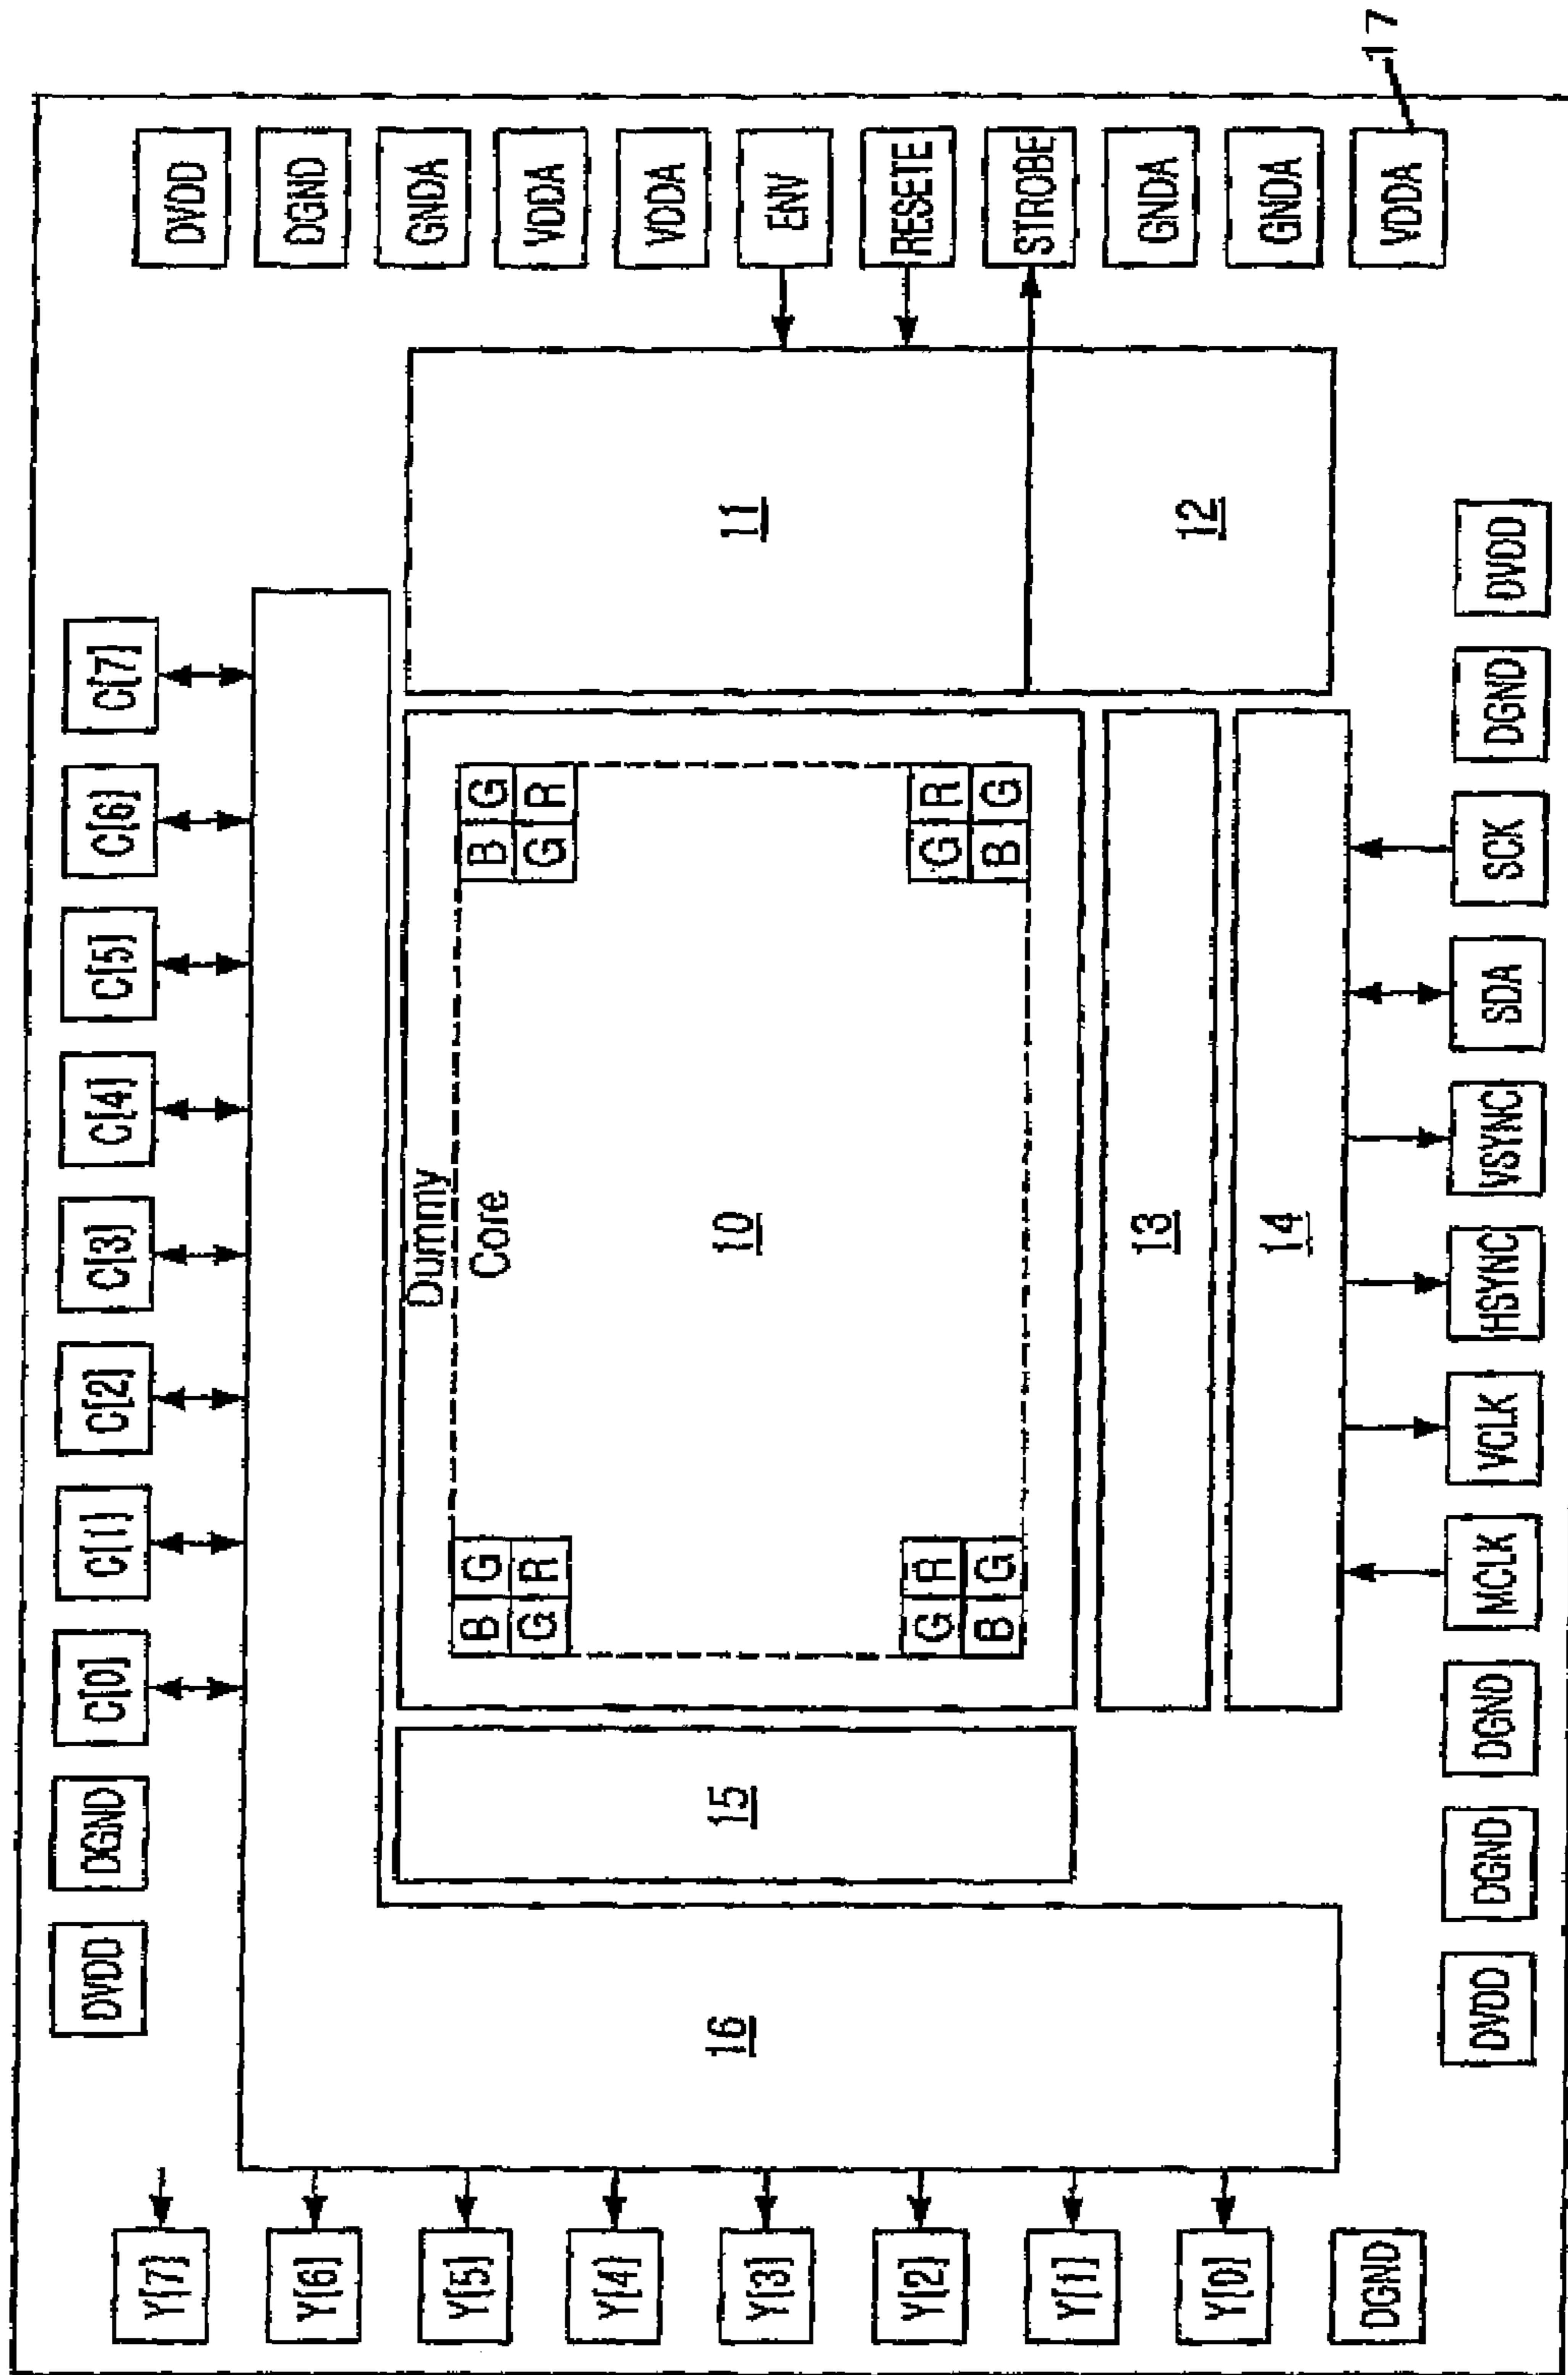 DVDD
DGND
C[0]
C[1]
C[2]
C[3]
C[4]
C[5]
C[6]
C[7]
Y[7]
Y[6]
Y[5]
Y[4]
Y[3]
Y[2]
Y[1]
Y[0]
DGND
16
15
Dummy
Core
B G
G R
B G
G R
10
G R
B G
G R
B G
13
14
11
12
DVDD
DGND
GNDA
VDDA
VDDA
ENV
RESETE
STROBE
GNDA
GNDA
VDDA
17
DVDD
DGND
DGND
MCLK
VCLK
HSYNC
VSYNC
SDA
SCK
DGND
DVDD